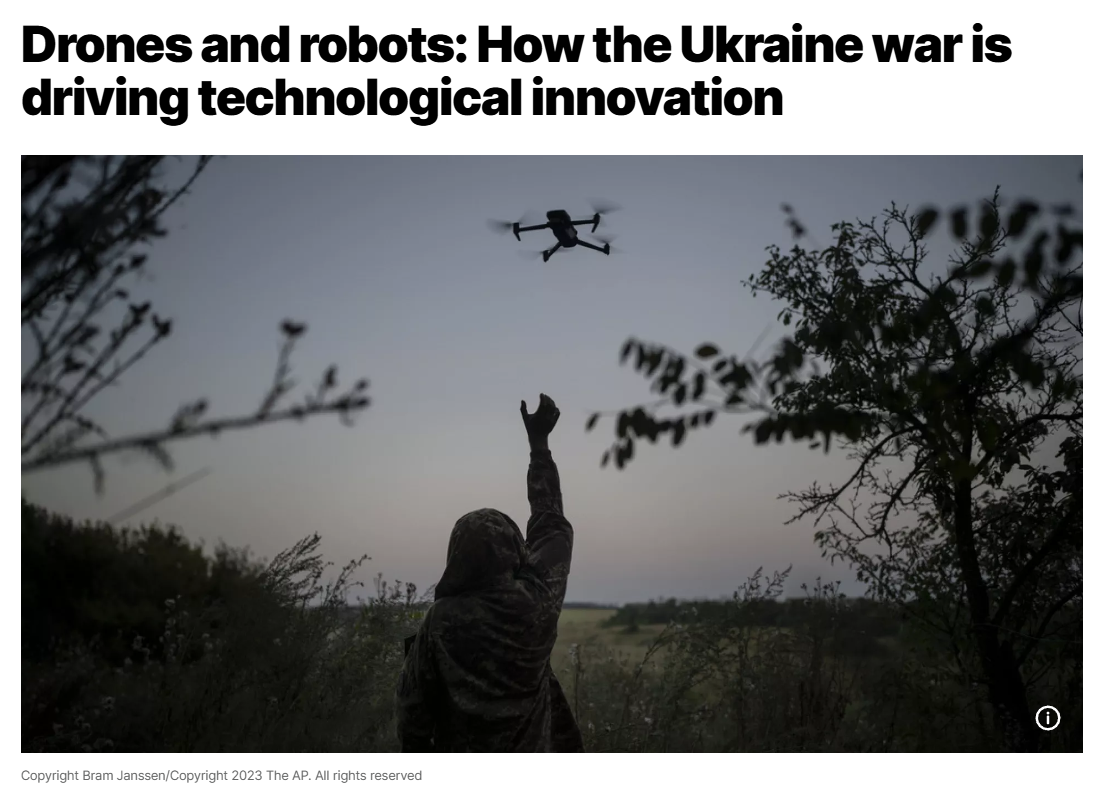 Drones and robots: How the Ukraine war is
driving technological innovation
Copyright Bram Janssen/Copyright 2023 The AP. All rights reserved